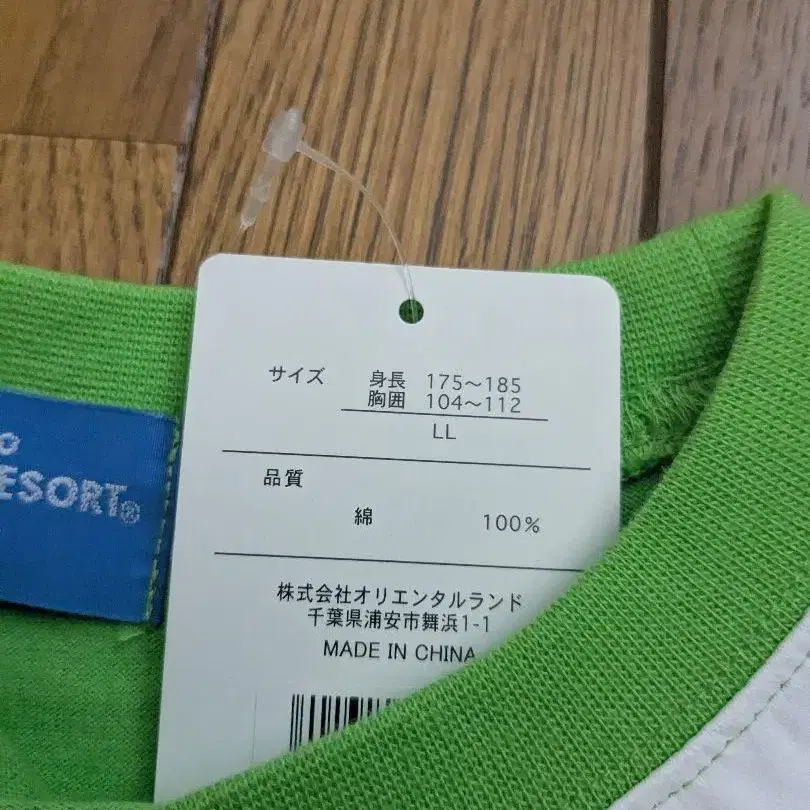 サイズ 身長 175～185
胸囲 104～112
LL
品質
綿 100%
株式会社オリエンタルランド
千葉県浦安市舞浜1-1
MADE IN CHINA
ESORT®